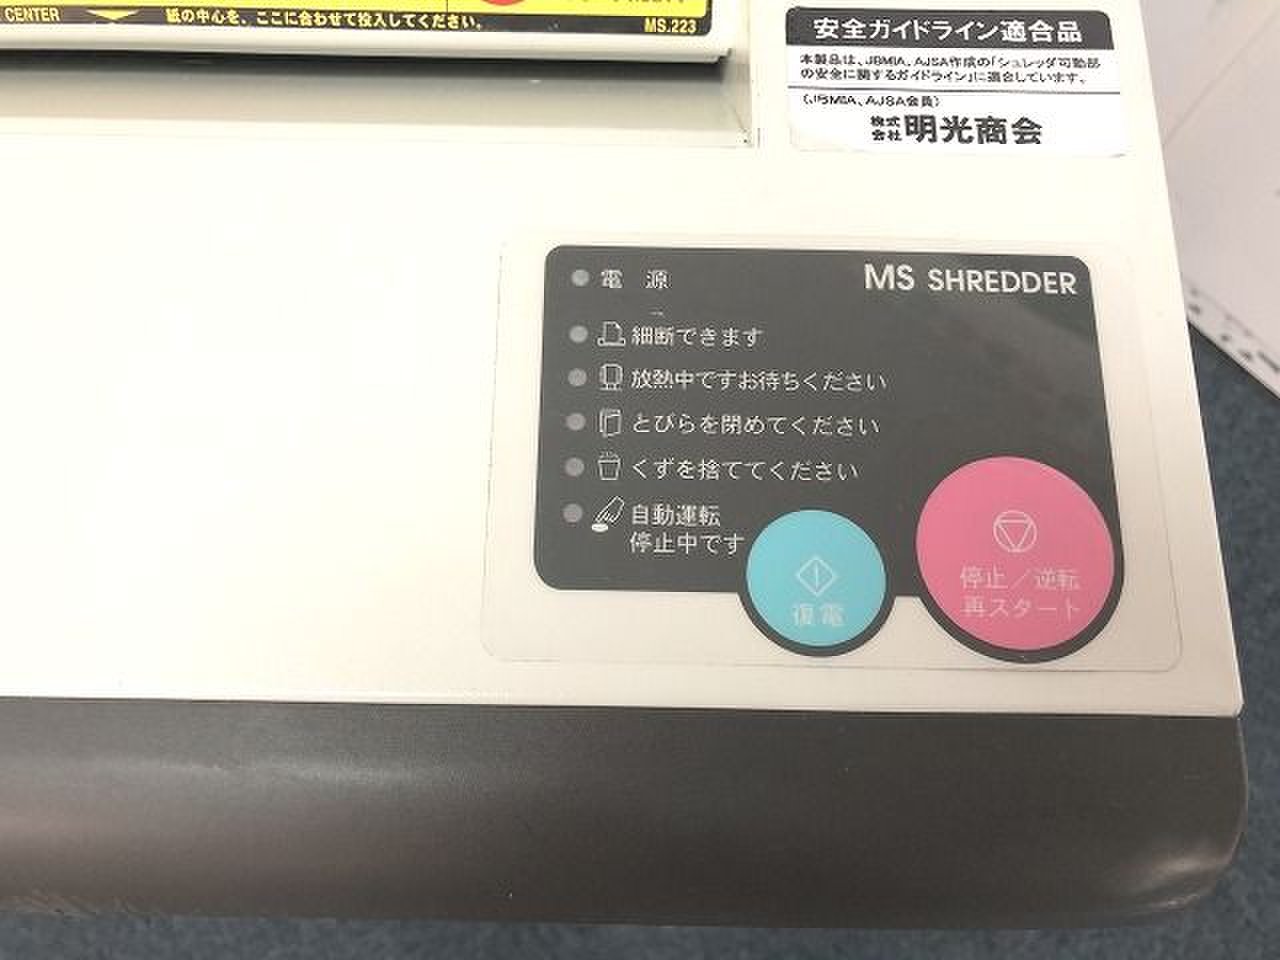 CENTER
紙の中心を、ここに合わせて投入してください。
MS.223
安全ガイドライン適合品
本製品は、JBMIA、AJSA作成の「シュレッダ可動部
の安全に関するガイドライン」に適合しています。
(JBMIA、AJSA会員)
株式会社 明光商会
電 源
MS SHREDDER
細断できます
放熱中ですお待ちください
とびらを閉めてください
くずを捨ててください
自動運転
停止中です
復電
停止／逆転
再スタート